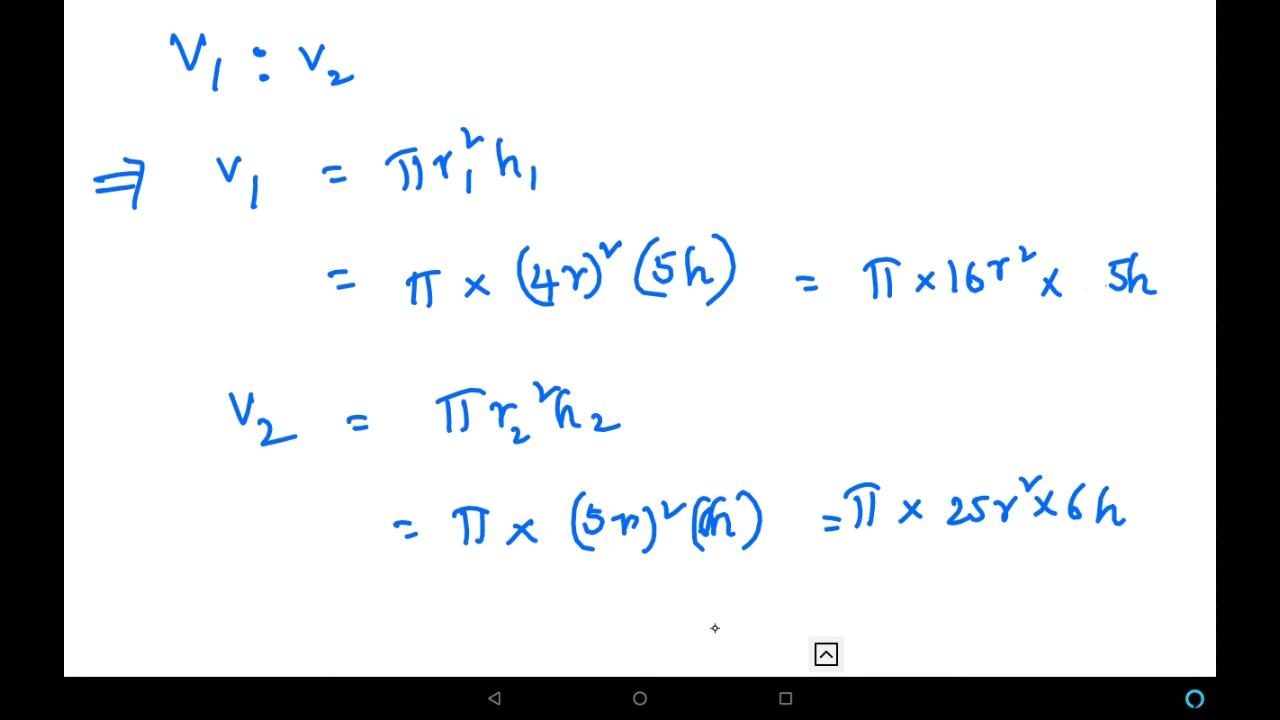 V₁ : V₂
⇒ V₁ = πr₁²h₁
= π × (4r)² (5h) = π × 16r² × 5h
V₂ = πr₂²h₂
= π × (5r)² (6h) = π × 25r² × 6h